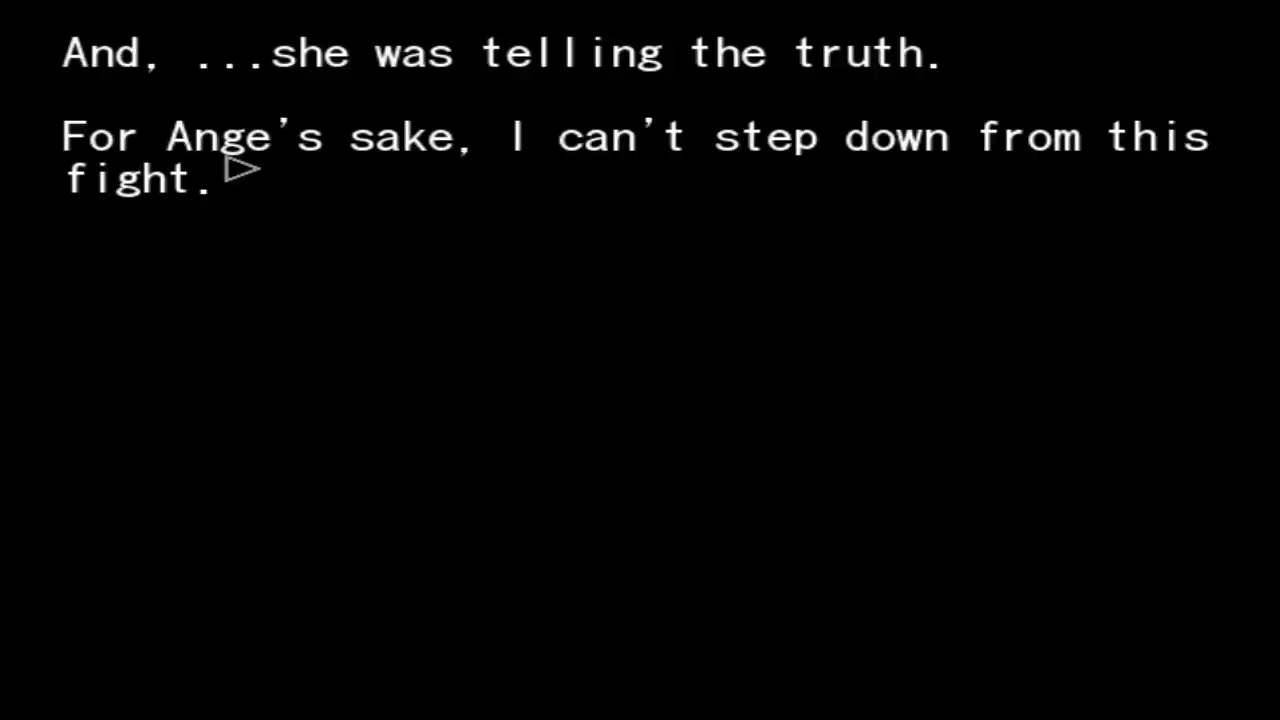 And, ...she was telling the truth.
For Ange's sake, I can't step down from this
fight.